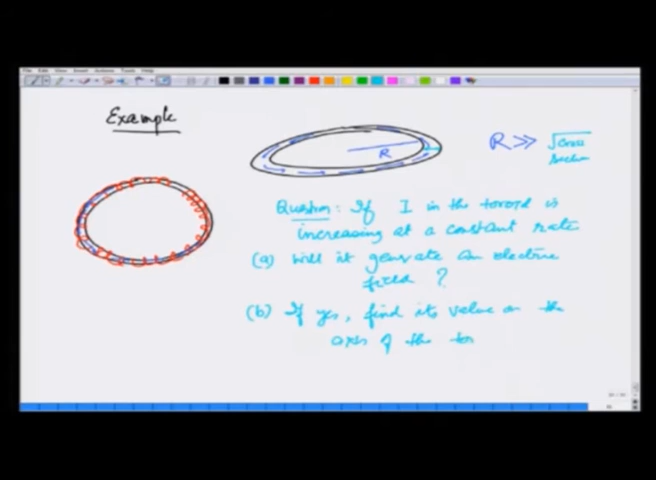 Example
R
R >> √cross
section
Question: If I in the toroid is
increasing at a constant rate
(a) Will it generate an electric
field ?
(b) If yes, find its value on the
axis of the tor